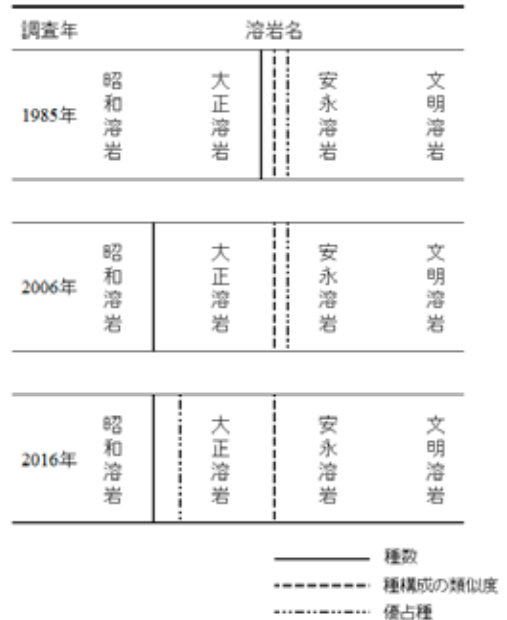 調査年 溶岩名
1985年 昭和溶岩 大正溶岩 安永溶岩 文明溶岩
2006年 昭和溶岩 大正溶岩 安永溶岩 文明溶岩
2016年 昭和溶岩 大正溶岩 安永溶岩 文明溶岩
種数
種構成の類似度
優占種